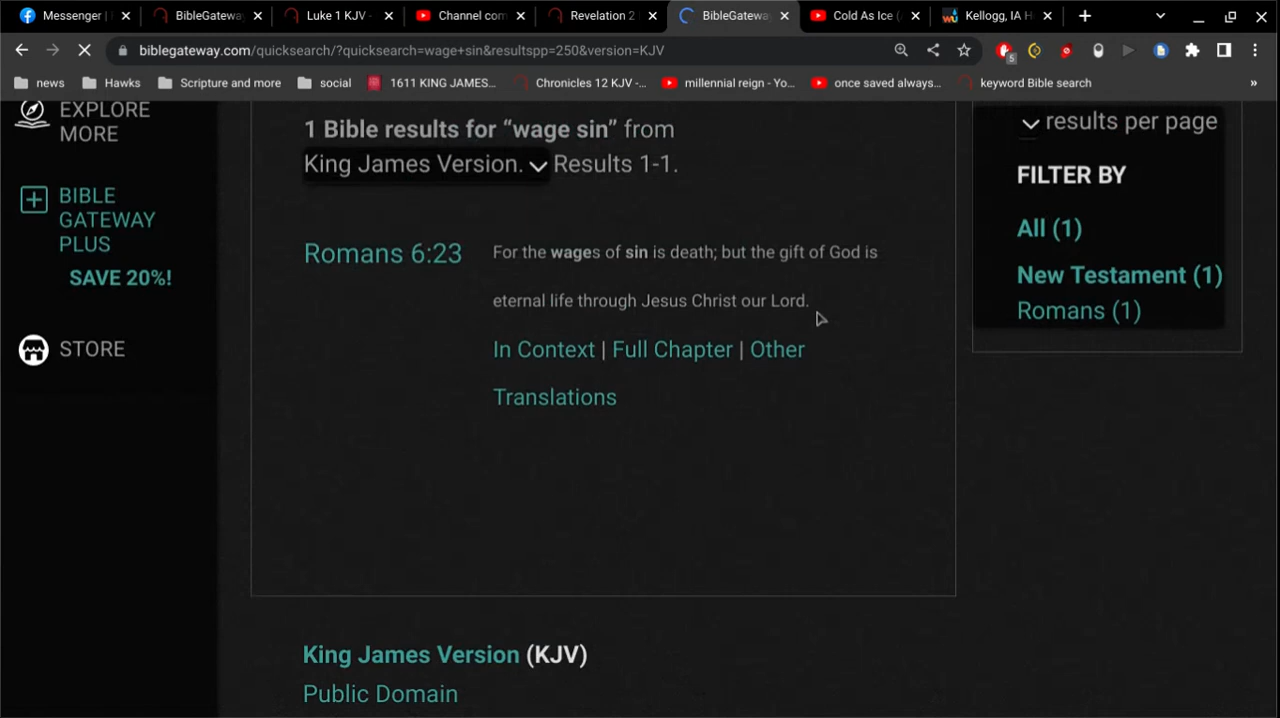 Messenger |
BibleGateway
Luke 1 KJV -
Channel com
Revelation 2
BibleGateway
Cold As Ice (
Kellogg, IA H
biblegateway.com/quicksearch/?quicksearch=wage+sin&resultspp=250&version=KJV
5
news
Hawks
Scripture and more
social
1611 KING JAMES...
Chronicles 12 KJV -...
millennial reign - Yo...
once saved always...
keyword Bible search
»
EXPLORE
MORE
BIBLE
GATEWAY
PLUS
SAVE 20%!
STORE
1 Bible results for “wage sin” from
King James Version. Results 1-1.
Romans 6:23
For the wages of sin is death; but the gift of God is
eternal life through Jesus Christ our Lord.
In Context | Full Chapter | Other
Translations
King James Version (KJV)
Public Domain
results per page
FILTER BY
All (1)
New Testament (1)
Romans (1)